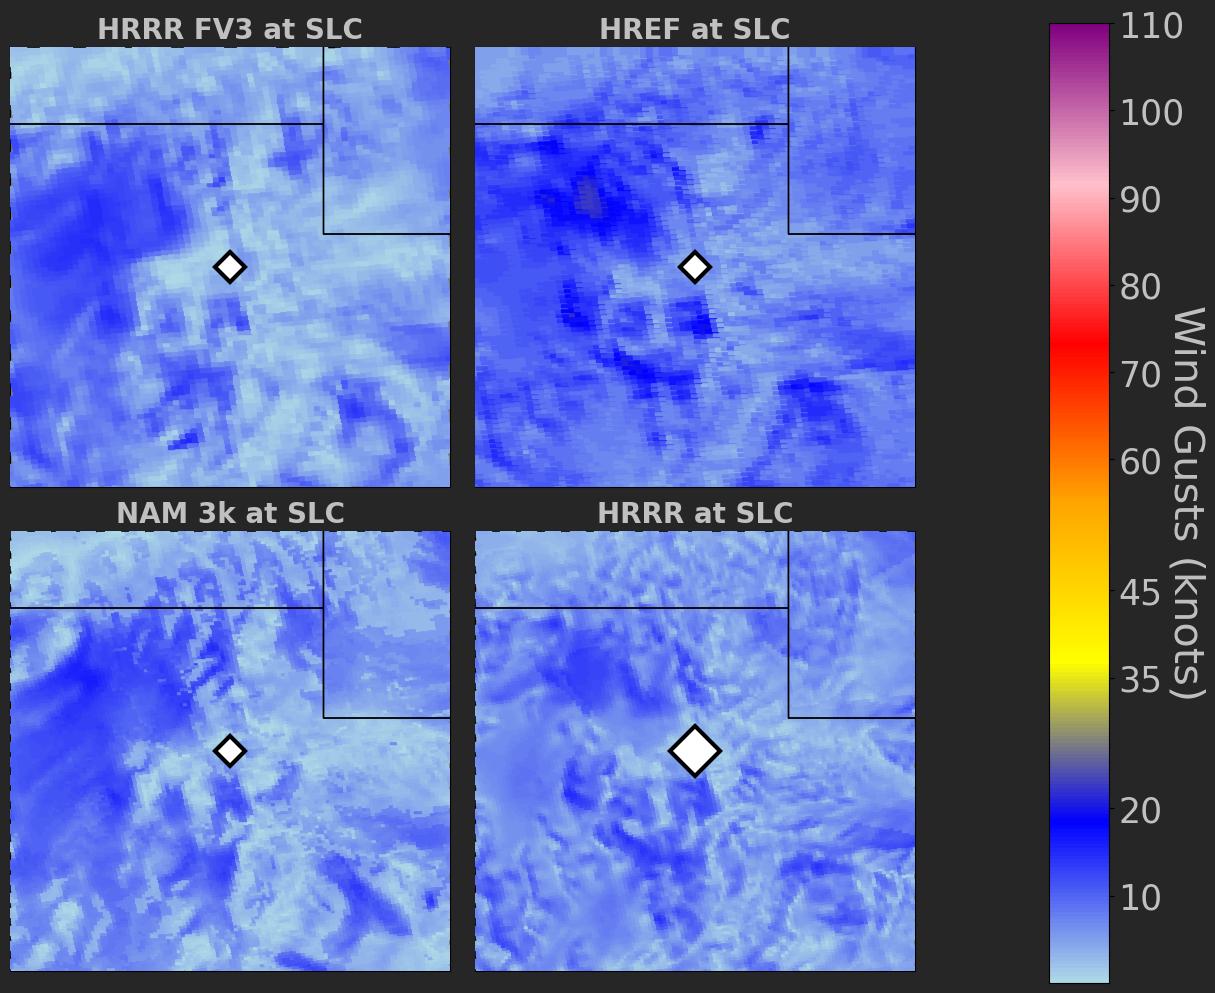 HRRR FV3 at SLC
HREF at SLC
NAM 3k at SLC
HRRR at SLC
110
100
90
80
70
60
45
35
20
10
Wind Gusts (knots)